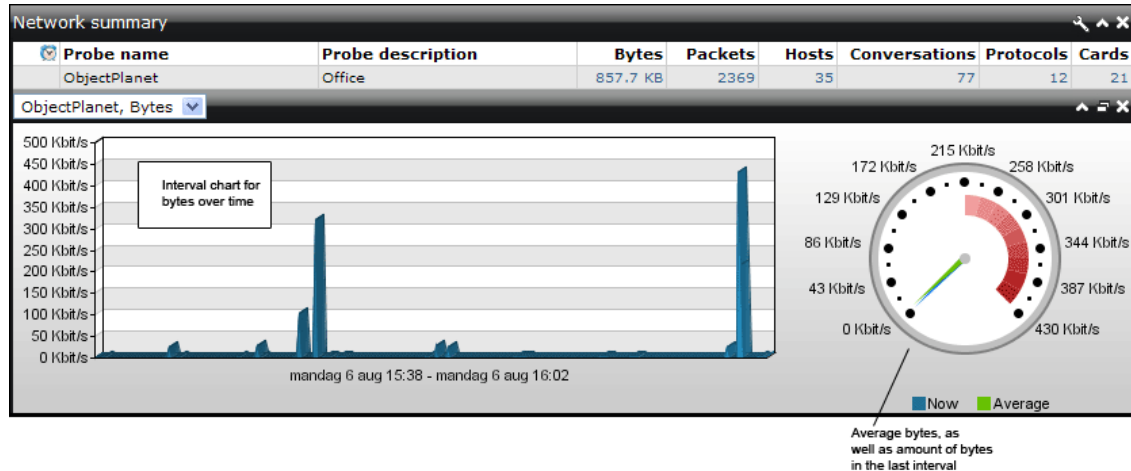 Network summary
Probe name Probe description Bytes Packets Hosts Conversations Protocols Cards
ObjectPlanet Office 857.7 KB 2369 35 77 12 21
ObjectPlanet, Bytes
500 Kbit/s
450 Kbit/s
400 Kbit/s
350 Kbit/s
300 Kbit/s
250 Kbit/s
200 Kbit/s
150 Kbit/s
100 Kbit/s
50 Kbit/s
0 Kbit/s
Interval chart for
bytes over time
mandag 6 aug 15:38 - mandag 6 aug 16:02
215 Kbit/s
172 Kbit/s 258 Kbit/s
129 Kbit/s 301 Kbit/s
86 Kbit/s 344 Kbit/s
43 Kbit/s 387 Kbit/s
0 Kbit/s 430 Kbit/s
Now Average
Average bytes, as
well as amount of bytes
in the last interval